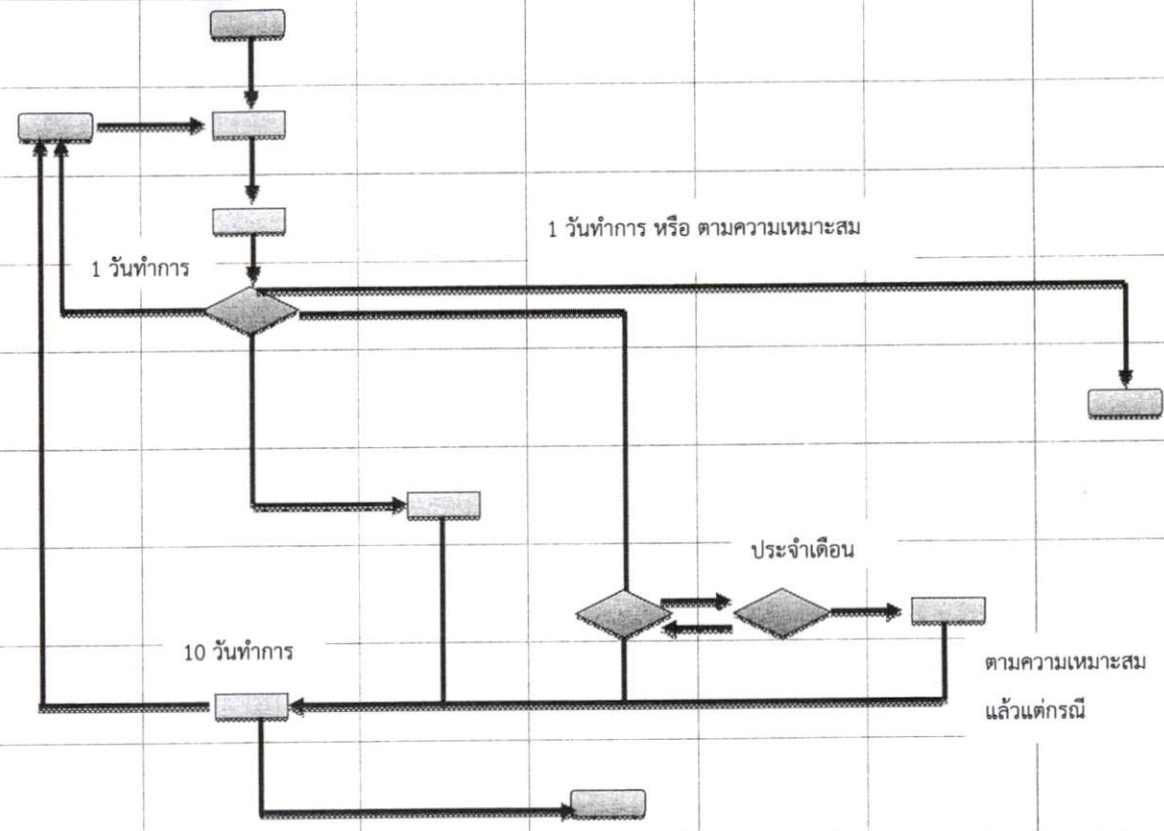 1 วันทำการ หรือ ตามความเหมาะสม
1 วันทำการ
ประจำเดือน
10 วันทำการ
ตามความเหมาะสม
แล้วแต่กรณี